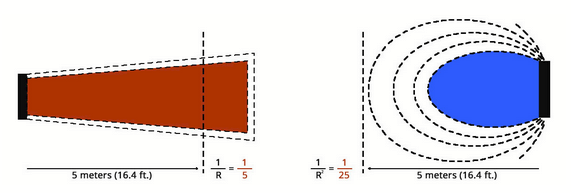 5 meters (16.4 ft.)
1/R = 1/5
1/R² = 1/25
5 meters (16.4 ft.)